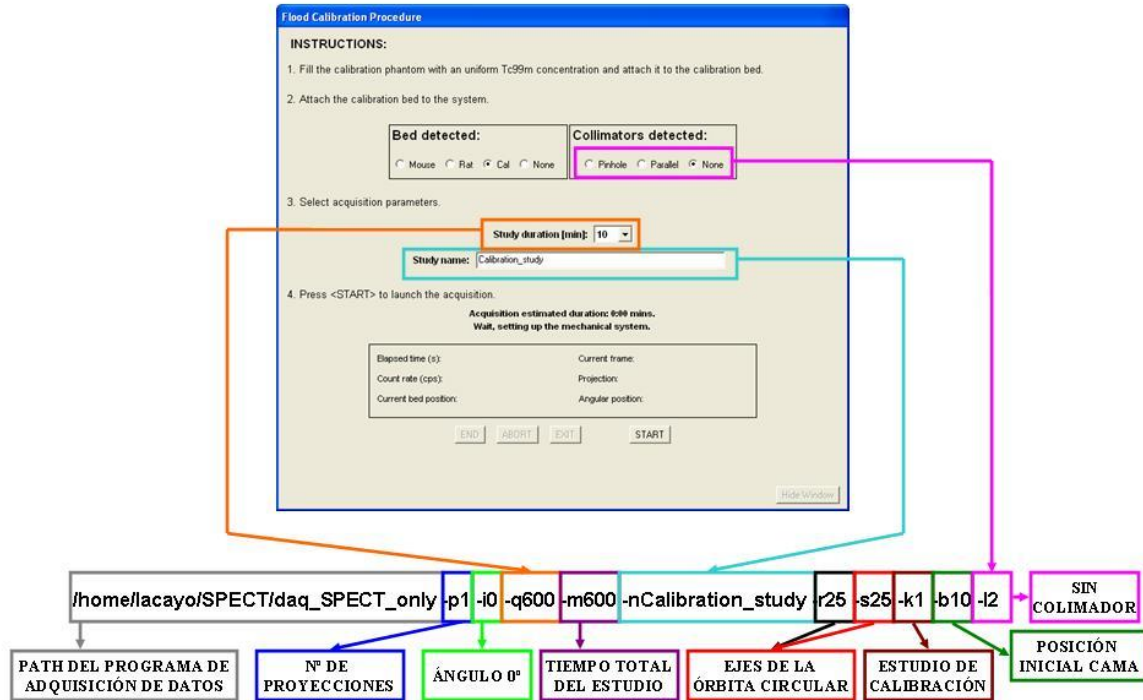 Flood Calibration Procedure
INSTRUCTIONS:
1. Fill the calibration phantom with an uniform Tc99m concentration and attach it to the calibration bed.
2. Attach the calibration bed to the system.
Bed detected:
Mouse Rat Cal None
Collimators detected:
Pinhole Parallel None
3. Select acquisition parameters.
Study duration [min]: 10
Study name: Calibration_study
4. Press <START> to launch the acquisition.
Acquisition estimated duration: 0:00 mins.
Wait, setting up the mechanical system.
Elapsed time (s): Current frame:
Count rate (cps): Projection:
Current bed position: Angular position:
END ABORT EXIT START
Hide Window
/home/lacayo/SPECT/daq_SPECT_only -p1 -i0 -q600 -m600 -nCalibration_study -r25 -s25 -k1 -b10 -l2
SIN
COLIMADOR
PATH DEL PROGRAMA DE
ADQUISICIÓN DE DATOS
Nº DE
PROYECCIONES
ÁNGULO 0º
TIEMPO TOTAL
DEL ESTUDIO
EJES DE LA
ÓRBITA CIRCULAR
ESTUDIO DE
CALIBRACIÓN
POSICIÓN
INICIAL CAMA